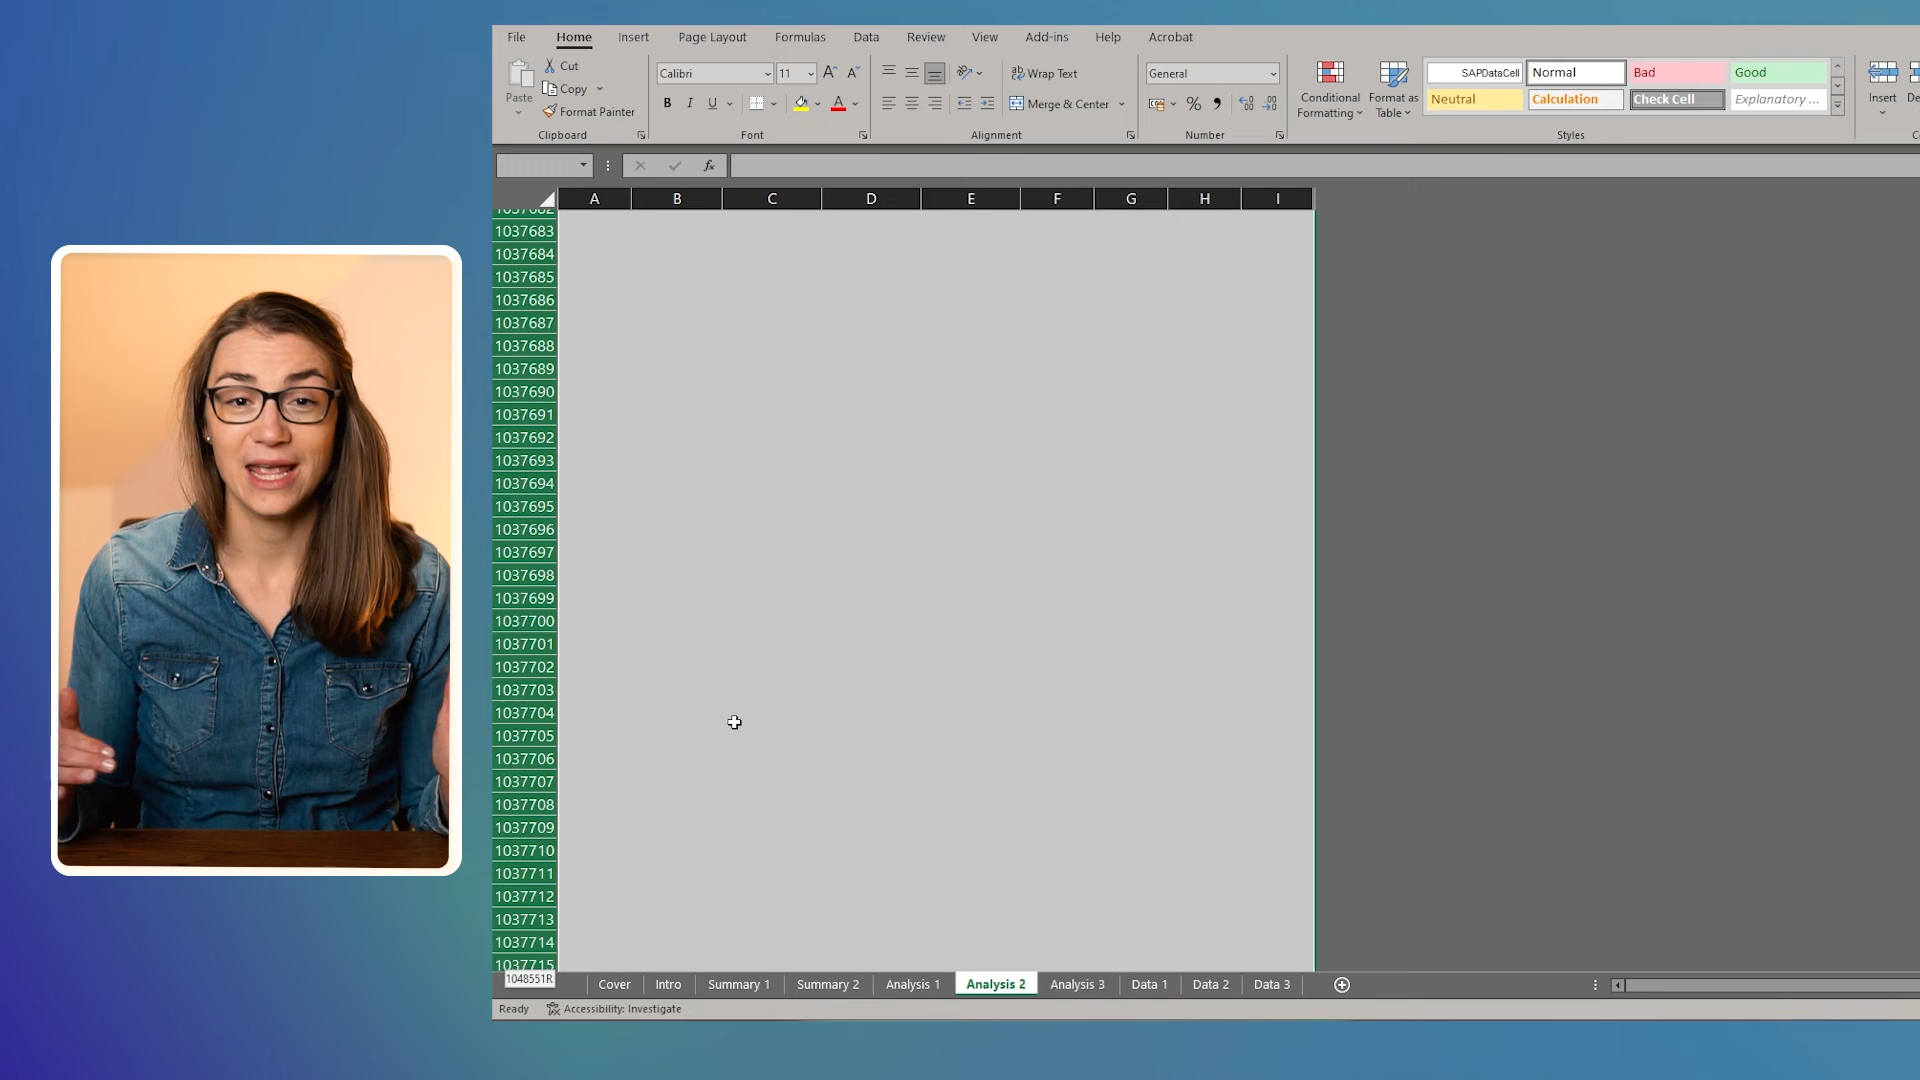 File Home Insert Page Layout Formulas Data Review View Add-ins Help Acrobat
Paste
Cut
Copy
Format Painter
Clipboard
Calibri 11 A A
B I U A
Font
ab Wrap Text
Merge & Center
Alignment
General
% ,
Number
Conditional
Formatting
Format as
Table
SAPDataCell Normal Bad Good
Neutral Calculation Check Cell Explanatory ...
Styles
Insert
fx
A B C D E F G H I
1037682
1037683
1037684
1037685
1037686
1037687
1037688
1037689
1037690
1037691
1037692
1037693
1037694
1037695
1037696
1037697
1037698
1037699
1037700
1037701
1037702
1037703
1037704
1037705
1037706
1037707
1037708
1037709
1037710
1037711
1037712
1037713
1037714
1037715
1048551R
Cover Intro Summary 1 Summary 2 Analysis 1 Analysis 2 Analysis 3 Data 1 Data 2 Data 3
Ready Accessibility: Investigate